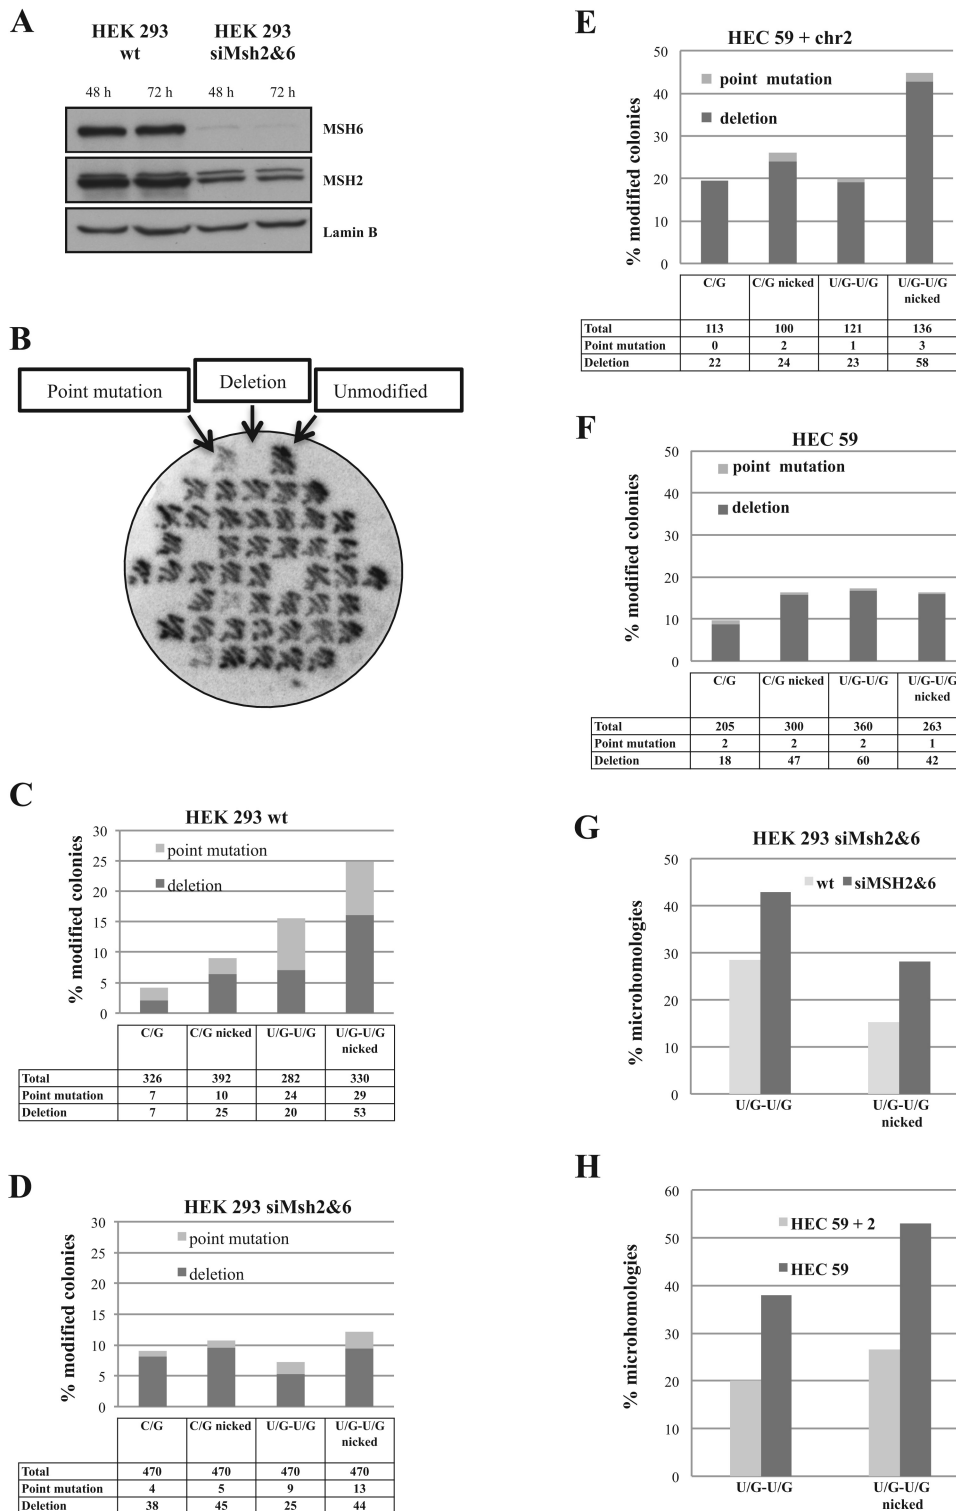 A
HEK 293 wt
HEK 293 siMsh2&6
48 h 72 h 48 h 72 h
MSH6
MSH2
Lamin B
B
Point mutation
Deletion
Unmodified
C
HEK 293 wt
% modified colonies
30
25
20
15
10
5
0
point mutation
deletion
C/G C/G nicked U/G-U/G U/G-U/G nicked
Total 326 392 282 330
Point mutation 7 10 24 29
Deletion 7 25 20 53
D
HEK 293 siMsh2&6
% modified colonies
30
25
20
15
10
5
0
point mutation
deletion
C/G C/G nicked U/G-U/G U/G-U/G nicked
Total 470 470 470 470
Point mutation 4 5 9 13
Deletion 38 45 25 44
E
HEC 59 + chr2
% modified colonies
50
40
30
20
10
0
point mutation
deletion
C/G C/G nicked U/G-U/G U/G-U/G nicked
Total 113 100 121 136
Point mutation 0 2 1 3
Deletion 22 24 23 58
F
HEC 59
% modified colonies
50
40
30
20
10
0
point mutation
deletion
C/G C/G nicked U/G-U/G U/G-U/G nicked
Total 205 300 360 263
Point mutation 2 2 2 1
Deletion 18 47 60 42
G
HEK 293 siMsh2&6
% microhomologies
50
40
30
20
10
0
wt siMSH2&6
U/G-U/G U/G-U/G nicked
H
% microhomologies
60
50
40
30
20
10
0
HEC 59 + 2
HEC 59
U/G-U/G U/G-U/G nicked